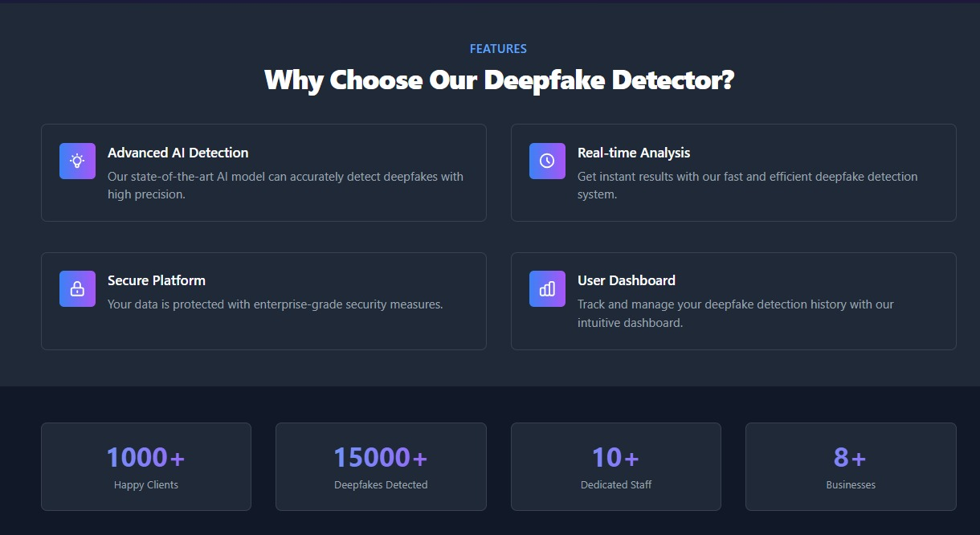 FEATURES
Why Choose Our Deepfake Detector?
Advanced AI Detection
Our state-of-the-art AI model can accurately detect deepfakes with
high precision.
Real-time Analysis
Get instant results with our fast and efficient deepfake detection
system.
Secure Platform
Your data is protected with enterprise-grade security measures.
User Dashboard
Track and manage your deepfake detection history with our
intuitive dashboard.
1000+
Happy Clients
15000+
Deepfakes Detected
10+
Dedicated Staff
8+
Businesses